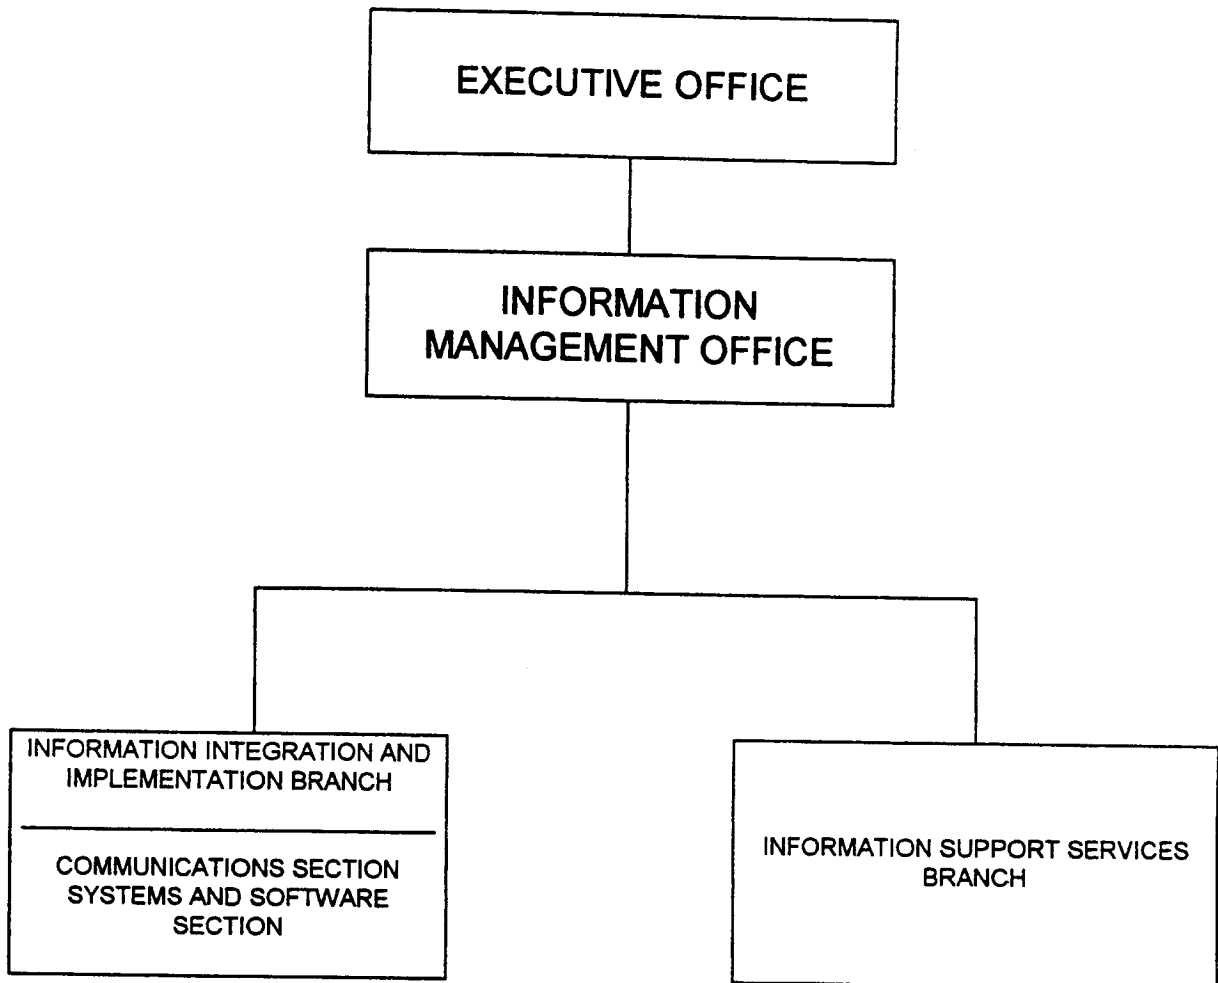 EXECUTIVE OFFICE
INFORMATION
MANAGEMENT OFFICE
INFORMATION INTEGRATION AND
IMPLEMENTATION BRANCH
COMMUNICATIONS SECTION
SYSTEMS AND SOFTWARE
SECTION
INFORMATION SUPPORT SERVICES
BRANCH